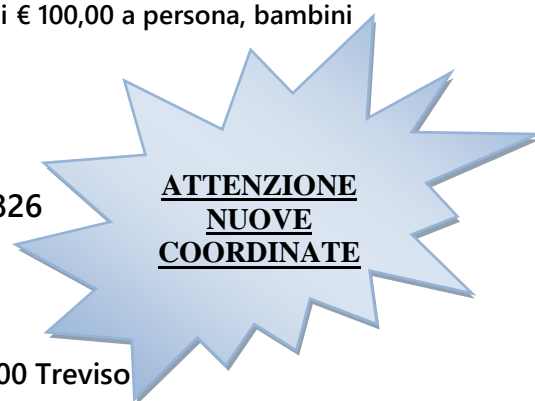 i € 100,00 a persona, bambini
ATTENZIONE
326
NUOVE
COORDINATE
00 Treviso